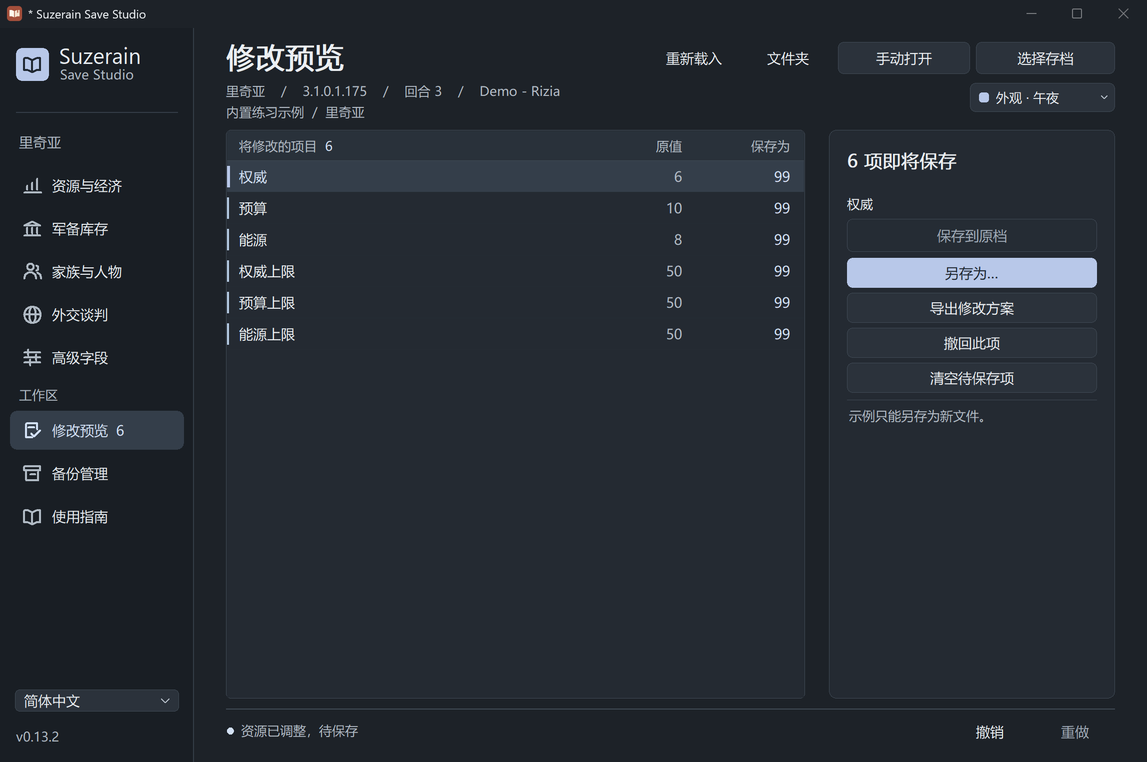 * Suzerain Save Studio
Suzerain
Save Studio
里奇亚
资源与经济
军备库存
家族与人物
外交谈判
高级字段
工作区
修改预览 6
备份管理
使用指南
简体中文
v0.13.2
修改预览
重新载入
文件夹
手动打开
选择存档
里奇亚 / 3.1.0.1.175 / 回合 3 / Demo - Rizia
外观 · 午夜
内置练习示例 / 里奇亚
将修改的项目 6 原值 保存为
权威 6 99
预算 10 99
能源 8 99
权威上限 50 99
预算上限 50 99
能源上限 50 99
6 项即将保存
权威
保存到原档
另存为...
导出修改方案
撤回此项
清空待保存项
示例只能另存为新文件。
资源已调整，待保存
撤销
重做